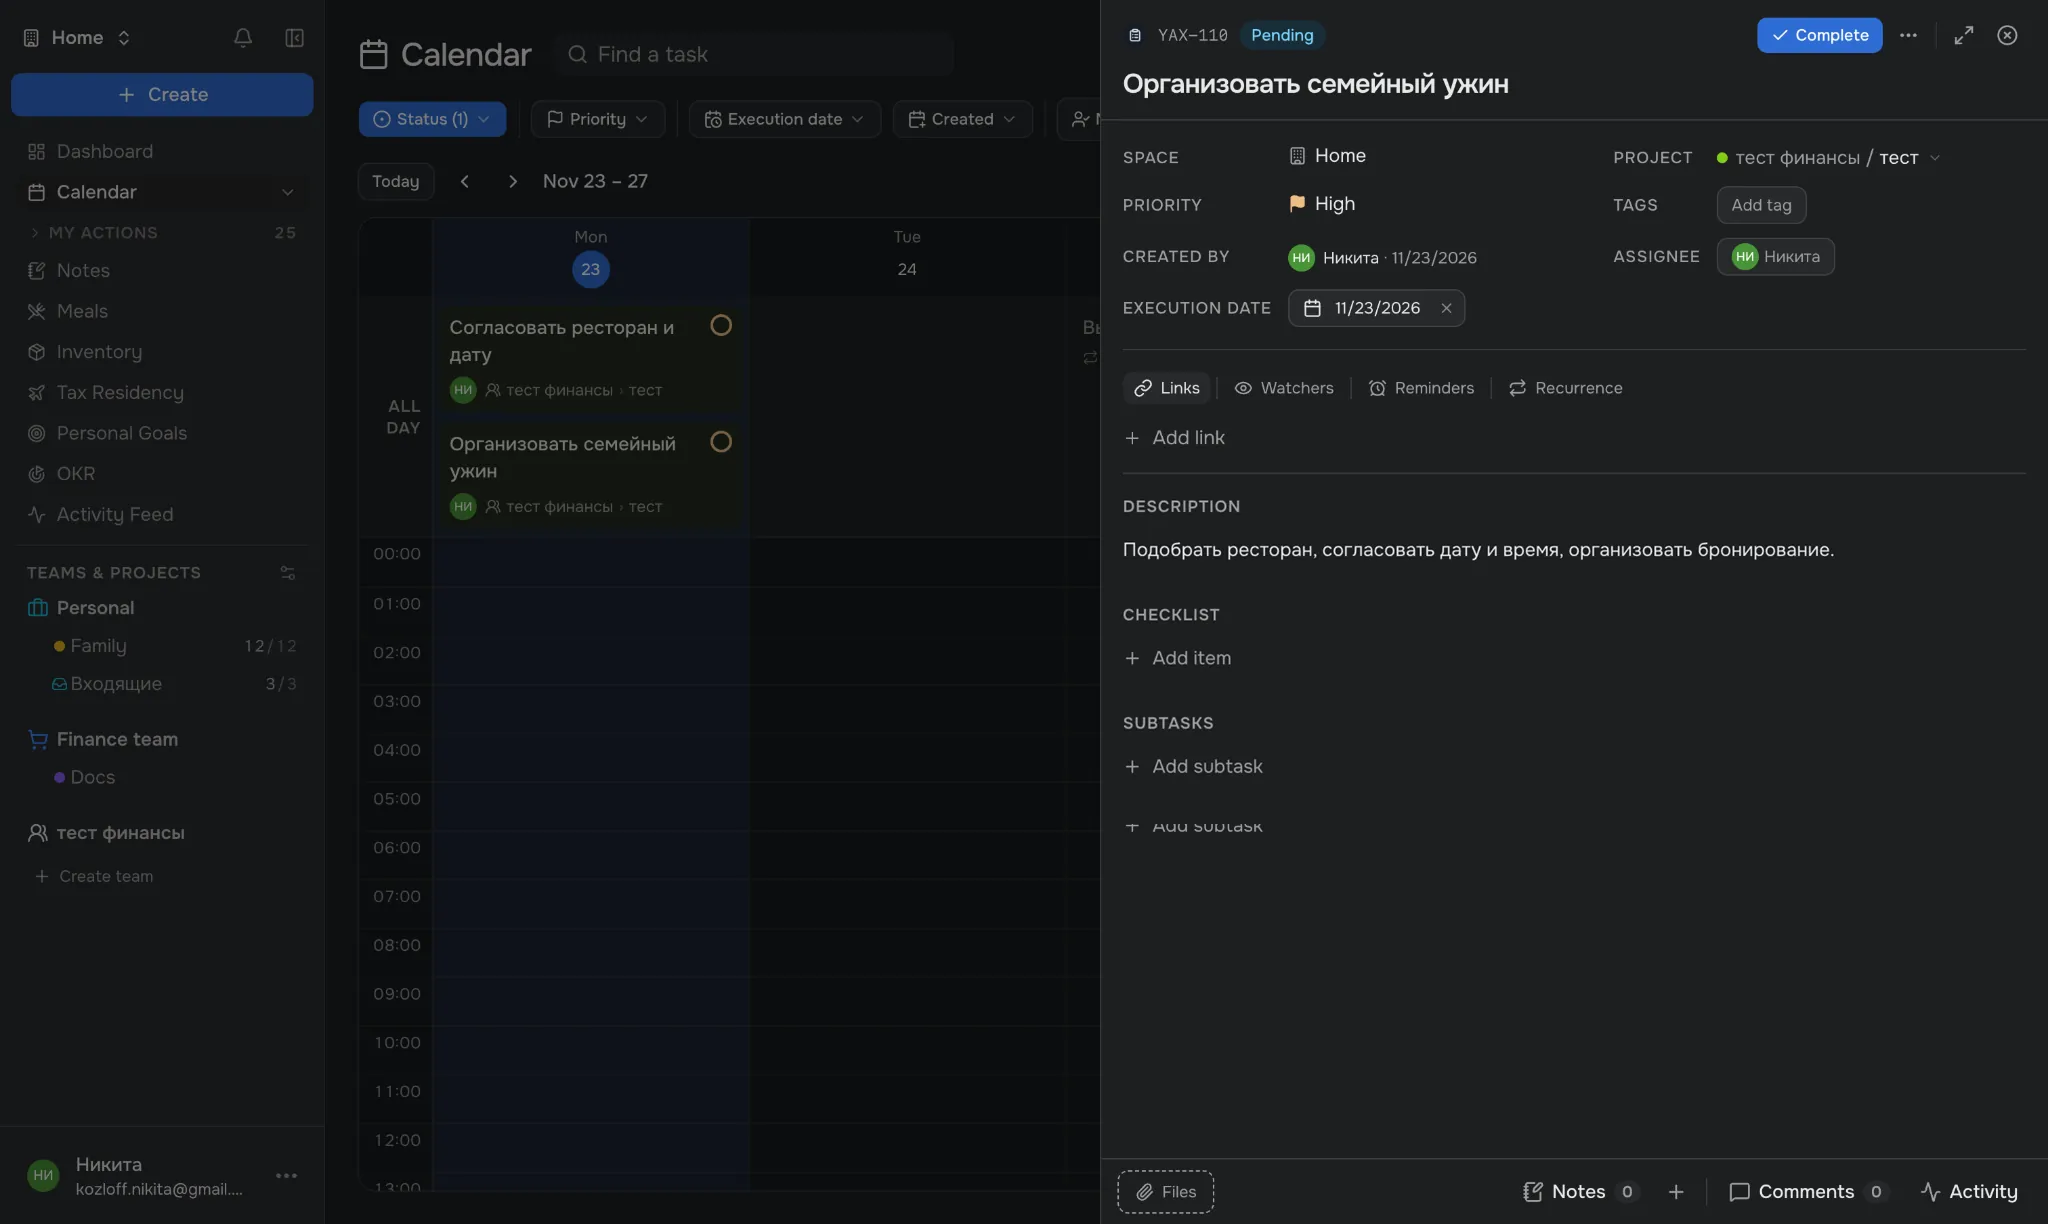 Home
Create
Dashboard
Calendar
MY ACTIONS 25
Notes
Meals
Inventory
Tax Residency
Personal Goals
OKR
Activity Feed
TEAMS & PROJECTS
Personal
Family 12/12
Входящие 3/3
Finance team
Docs
тест финансы
Create team
НИ Никита
kozloff.nikita@gmail....
Calendar
Find a task
Status (1)
Priority
Execution date
Created
Today
Nov 23 – 27
Mon
23
Tue
24
ALL
DAY
Согласовать ресторан и
дату
НИ тест финансы › тест
Организовать семейный
ужин
НИ тест финансы › тест
00:00
01:00
02:00
03:00
04:00
05:00
06:00
07:00
08:00
09:00
10:00
11:00
12:00
13:00
YAX-110 Pending
Complete
Организовать семейный ужин
SPACE Home
PROJECT тест финансы / тест
PRIORITY High
TAGS Add tag
CREATED BY НИ Никита · 11/23/2026
ASSIGNEE НИ Никита
EXECUTION DATE 11/23/2026
Links
Watchers
Reminders
Recurrence
Add link
DESCRIPTION
Подобрать ресторан, согласовать дату и время, организовать бронирование.
CHECKLIST
Add item
SUBTASKS
Add subtask
Add subtask
Files
Notes 0
Comments 0
Activity